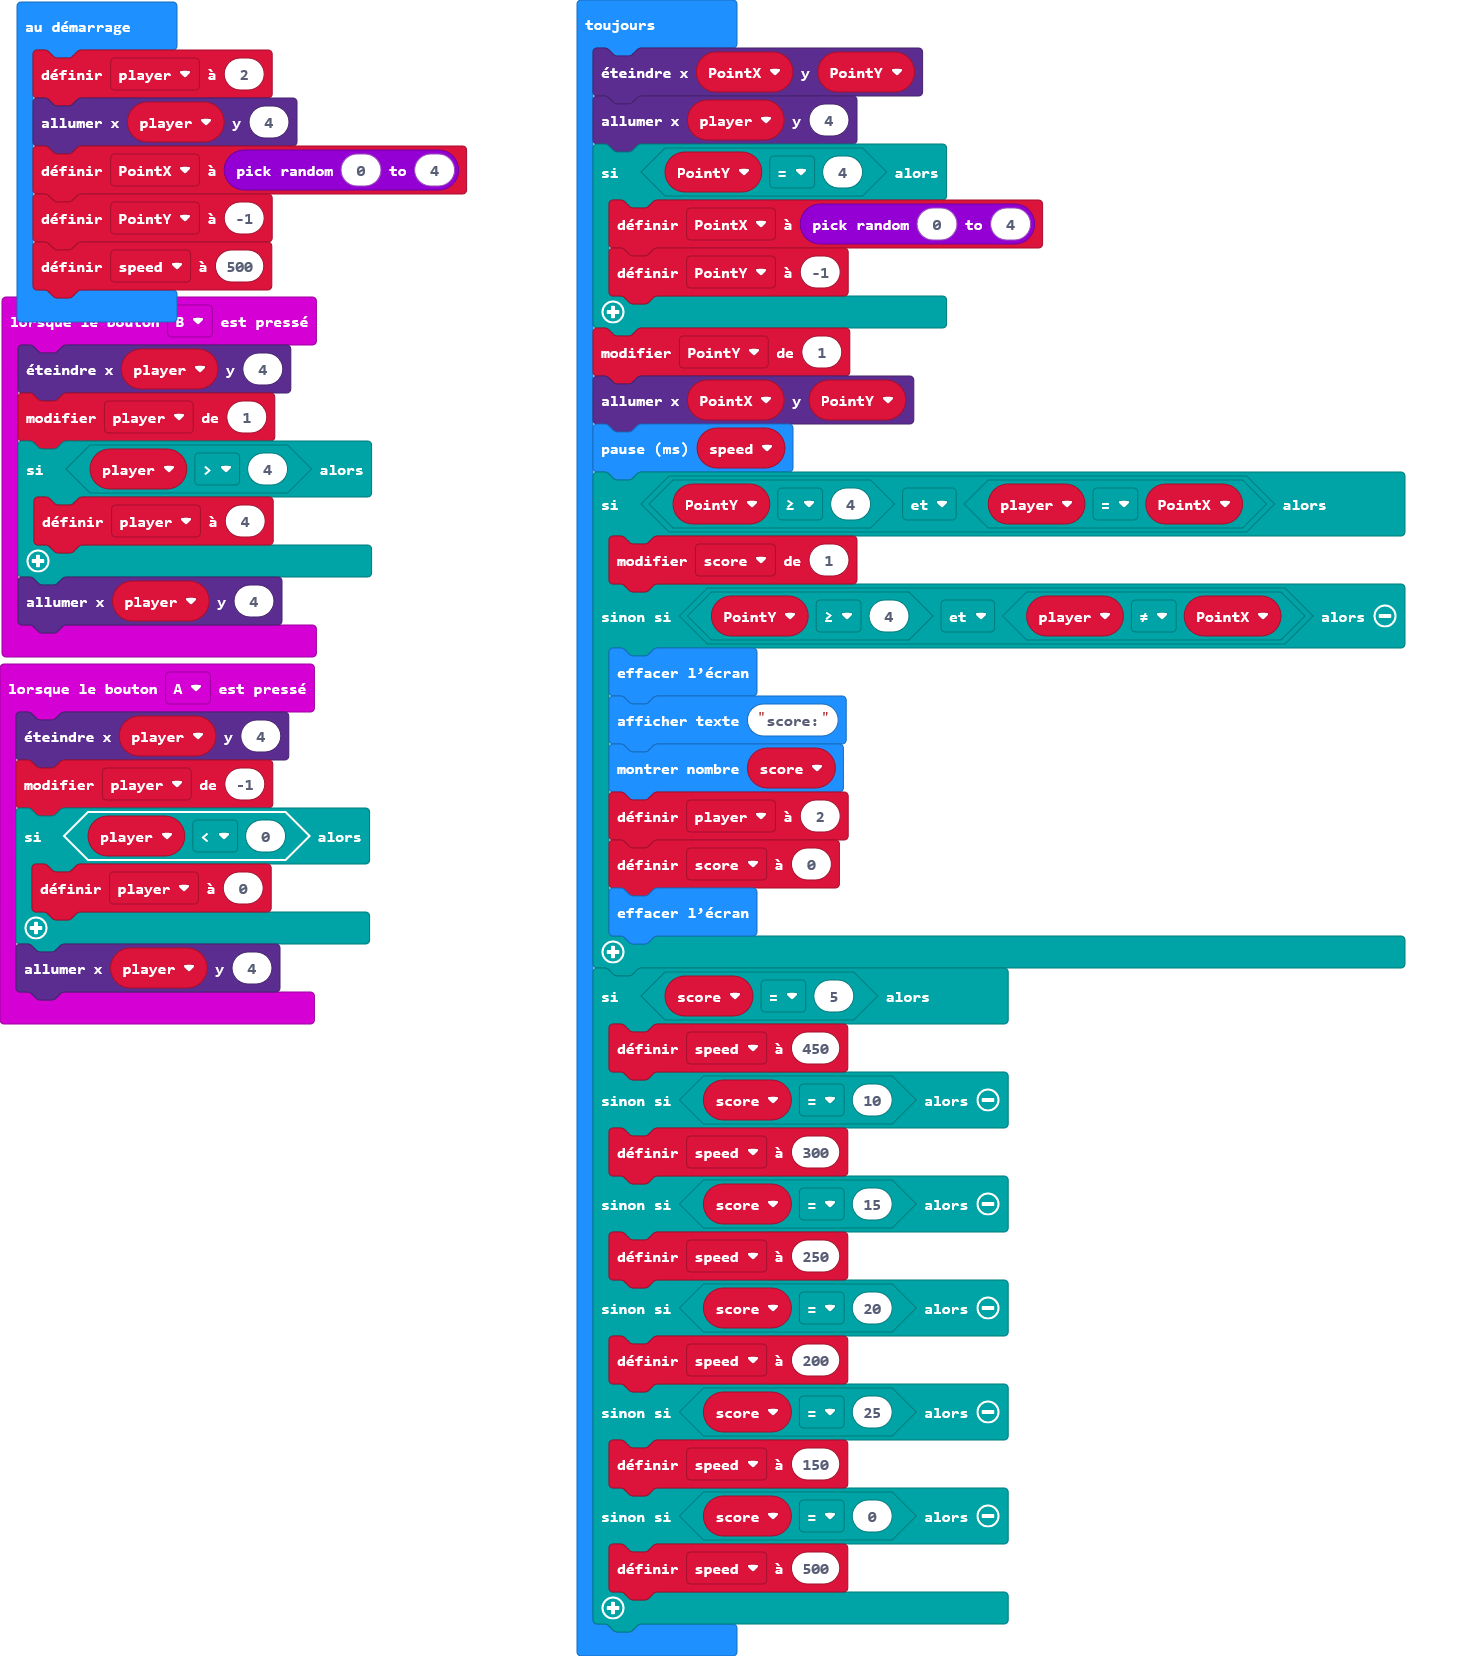 au démarrage
définir player à 2
allumer x player y 4
définir PointX à pick random 0 to 4
définir PointY à -1
définir speed à 500
lorsque le bouton B est pressé
éteindre x player y 4
modifier player de 1
si player > 4 alors
définir player à 4
allumer x player y 4
lorsque le bouton A est pressé
éteindre x player y 4
modifier player de -1
si player < 0 alors
définir player à 0
allumer x player y 4
toujours
éteindre x PointX y PointY
allumer x player y 4
si PointY = 4 alors
définir PointX à pick random 0 to 4
définir PointY à -1
modifier PointY de 1
allumer x PointX y PointY
pause (ms) speed
si PointY ≥ 4 et player = PointX alors
modifier score de 1
sinon si PointY ≥ 4 et player ≠ PointX alors
effacer l’écran
afficher texte "score:"
montrer nombre score
définir player à 2
définir score à 0
effacer l’écran
si score = 5 alors
définir speed à 450
sinon si score = 10 alors
définir speed à 300
sinon si score = 15 alors
définir speed à 250
sinon si score = 20 alors
définir speed à 200
sinon si score = 25 alors
définir speed à 150
sinon si score = 0 alors
définir speed à 500